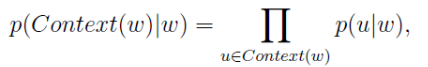 p(Context(w)|w) = ∏ p(u|w),
u∈Context(w)